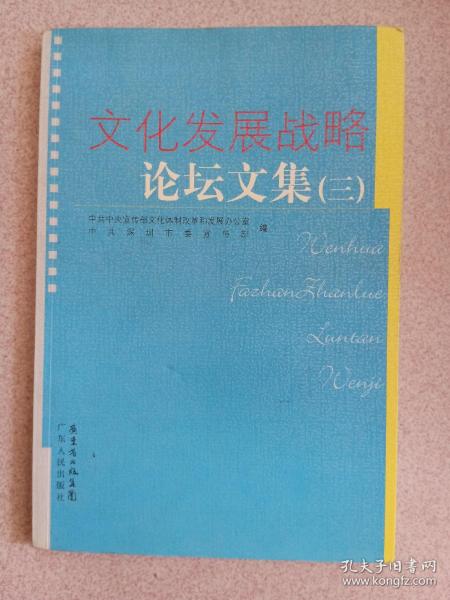 文化发展战略
论坛文集(三)
中共中央宣传部文化体制改革和发展办公室
中共深圳市委宣传部
编
Wenhua
FazhanZhanlue
Luntan
Wenji
广东省出版集团
广东人民出版社
孔夫子旧书网
www.kongfz.com